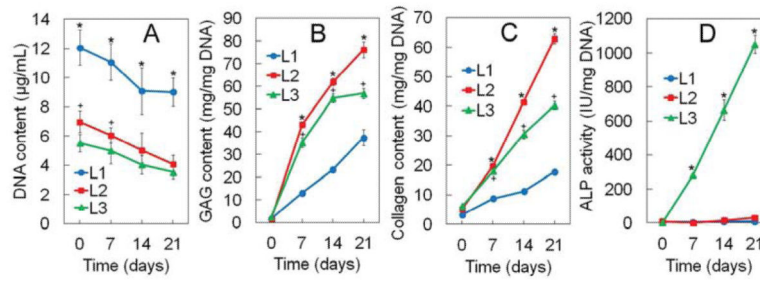 A
DNA content (µg/mL)
14
12
10
8
6
4
2
0
* * * *
+ +
L1
L2
L3
0 7 14 21
Time (days)
B
GAG content (mg/mg DNA)
90
80
70
60
50
40
30
20
10
0
L1
L2
L3
* * *
+ + +
0 7 14 21
Time (days)
C
Collagen content (mg/mg DNA)
70
60
50
40
30
20
10
0
L1
L2
L3
* * *
+ + +
0 7 14 21
Time (days)
D
ALP activity (IU/mg DNA)
1200
1000
800
600
400
200
0
L1
L2
L3
* * *
0 7 14 21
Time (days)